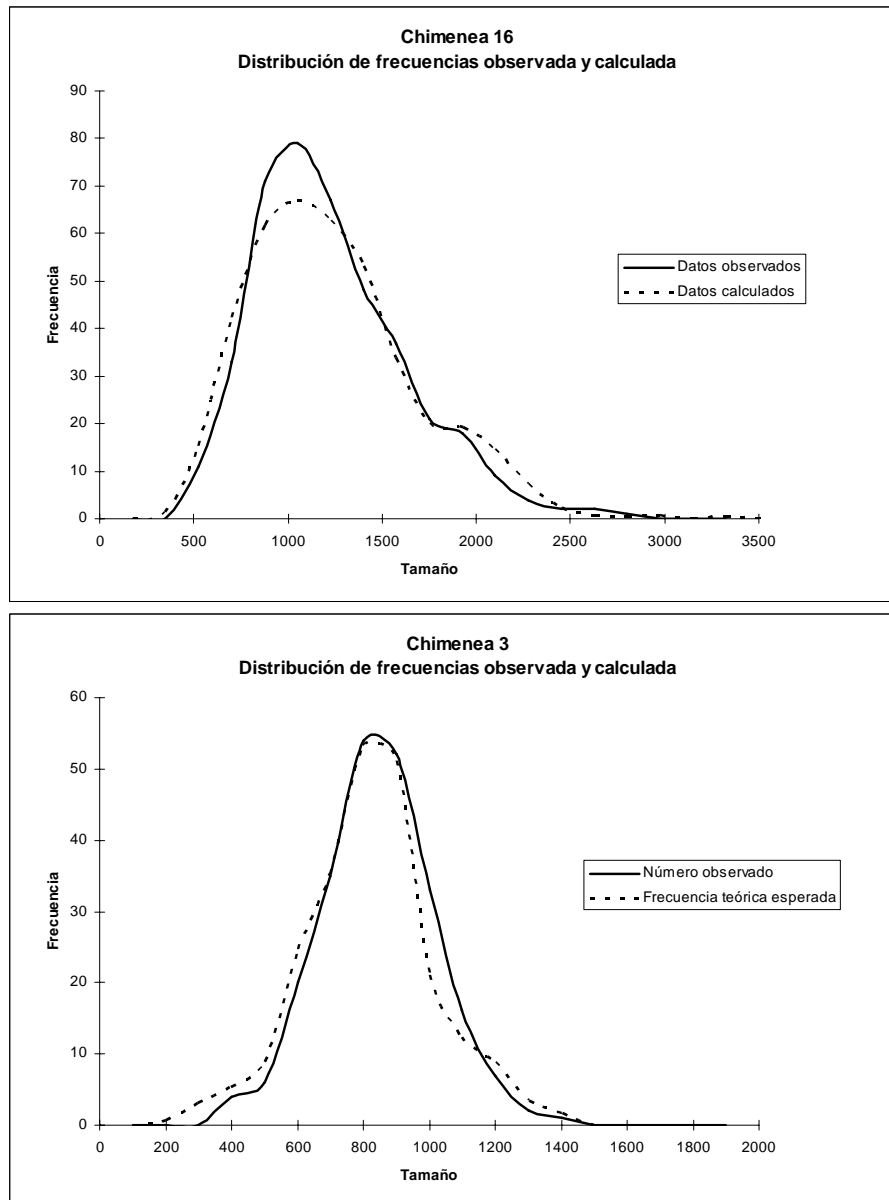 Chimenea 16
Distribución de frecuencias observada y calculada
90
80
70
60
50
40
30
20
10
0
Frecuencia
0 500 1000 1500 2000 2500 3000 3500
Tamaño
Datos observados
Datos calculados
Chimenea 3
Distribución de frecuencias observada y calculada
60
50
40
30
20
10
0
Frecuencia
0 200 400 600 800 1000 1200 1400 1600 1800 2000
Tamaño
Número observado
Frecuencia teórica esperada